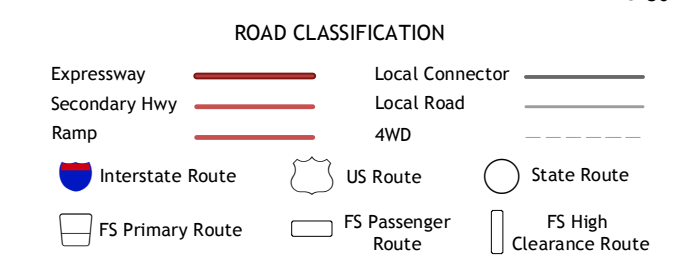 ROAD CLASSIFICATION
Expressway
Local Connector
Secondary Hwy
Local Road
Ramp
4WD
Interstate Route
US Route
State Route
FS Primary Route
FS Passenger
Route
FS High
Clearance Route